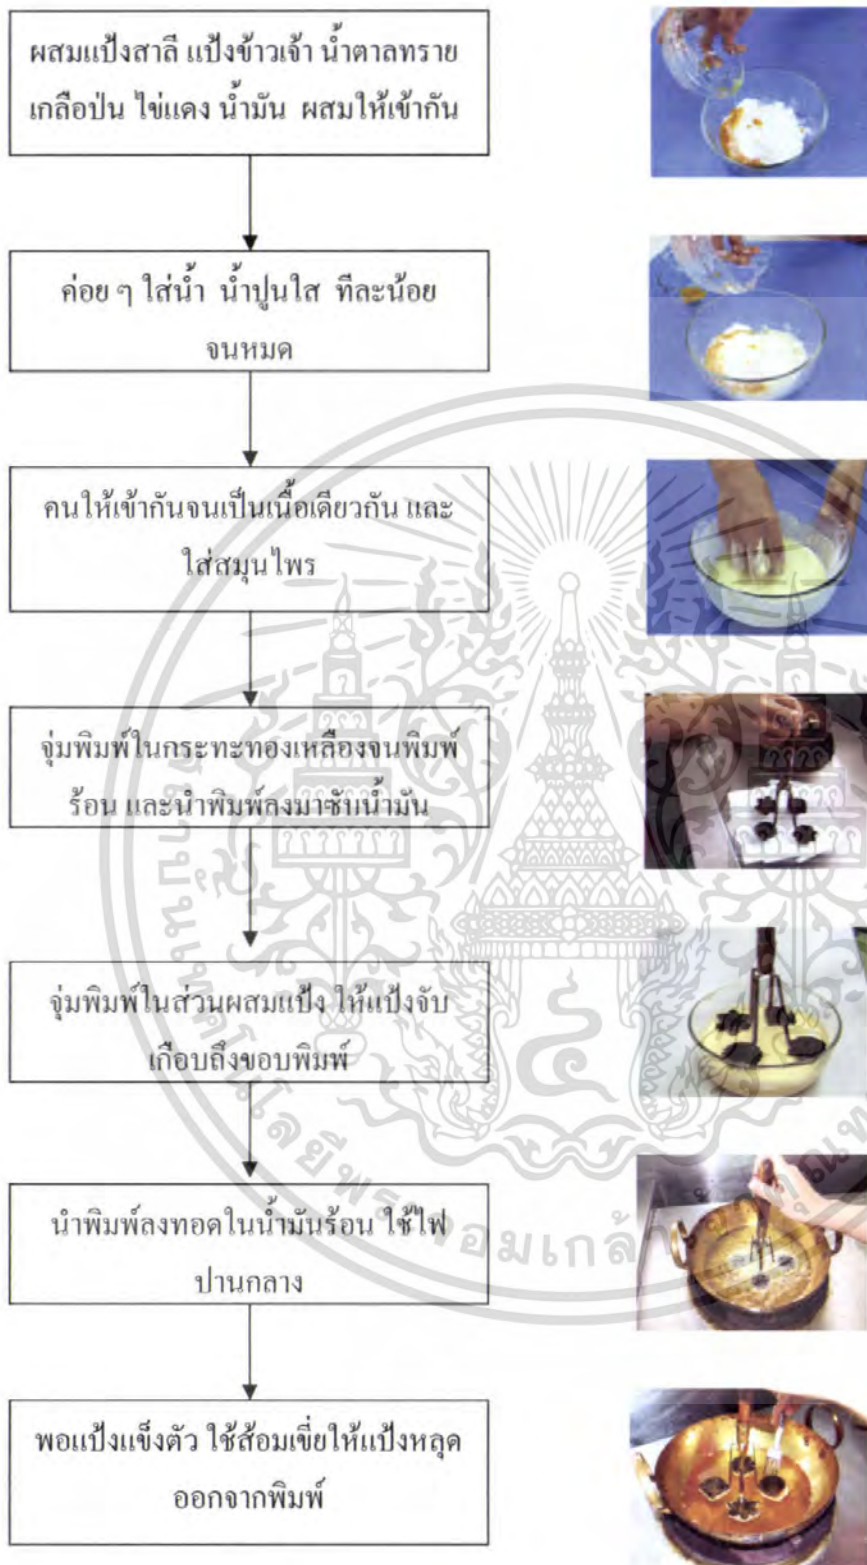 ผสมแป้งสาลี แป้งข้าวเจ้า น้ำตาลทราย
เกลือป่น ไข่แดง น้ำมัน ผสมให้เข้ากัน
ค่อย ๆ ใส่น้ำ น้ำปูนใส ทีละน้อย
จนหมด
คนให้เข้ากันจนเป็นเนื้อเดียวกัน และ
ใส่สมุนไพร
จุ่มพิมพ์ในกระทะทองเหลืองจนพิมพ์
ร้อน และนำพิมพ์ลงมาซับน้ำมัน
จุ่มพิมพ์ในส่วนผสมแป้ง ให้แป้งจับ
เกือบถึงขอบพิมพ์
นำพิมพ์ลงทอดในน้ำมันร้อน ใช้ไฟ
ปานกลาง
พอแป้งแข็งตัว ใช้ส้อมเขี่ยให้แป้งหลุด
ออกจากพิมพ์